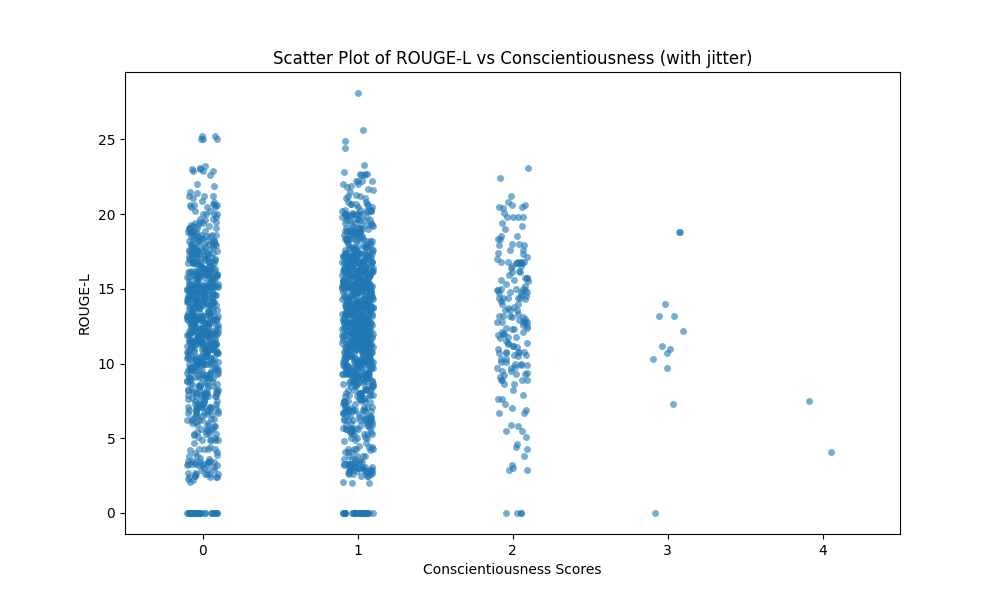 Scatter Plot of ROUGE-L vs Conscientiousness (with jitter)
25
20
15
10
5
0
ROUGE-L
0 1 2 3 4
Conscientiousness Scores